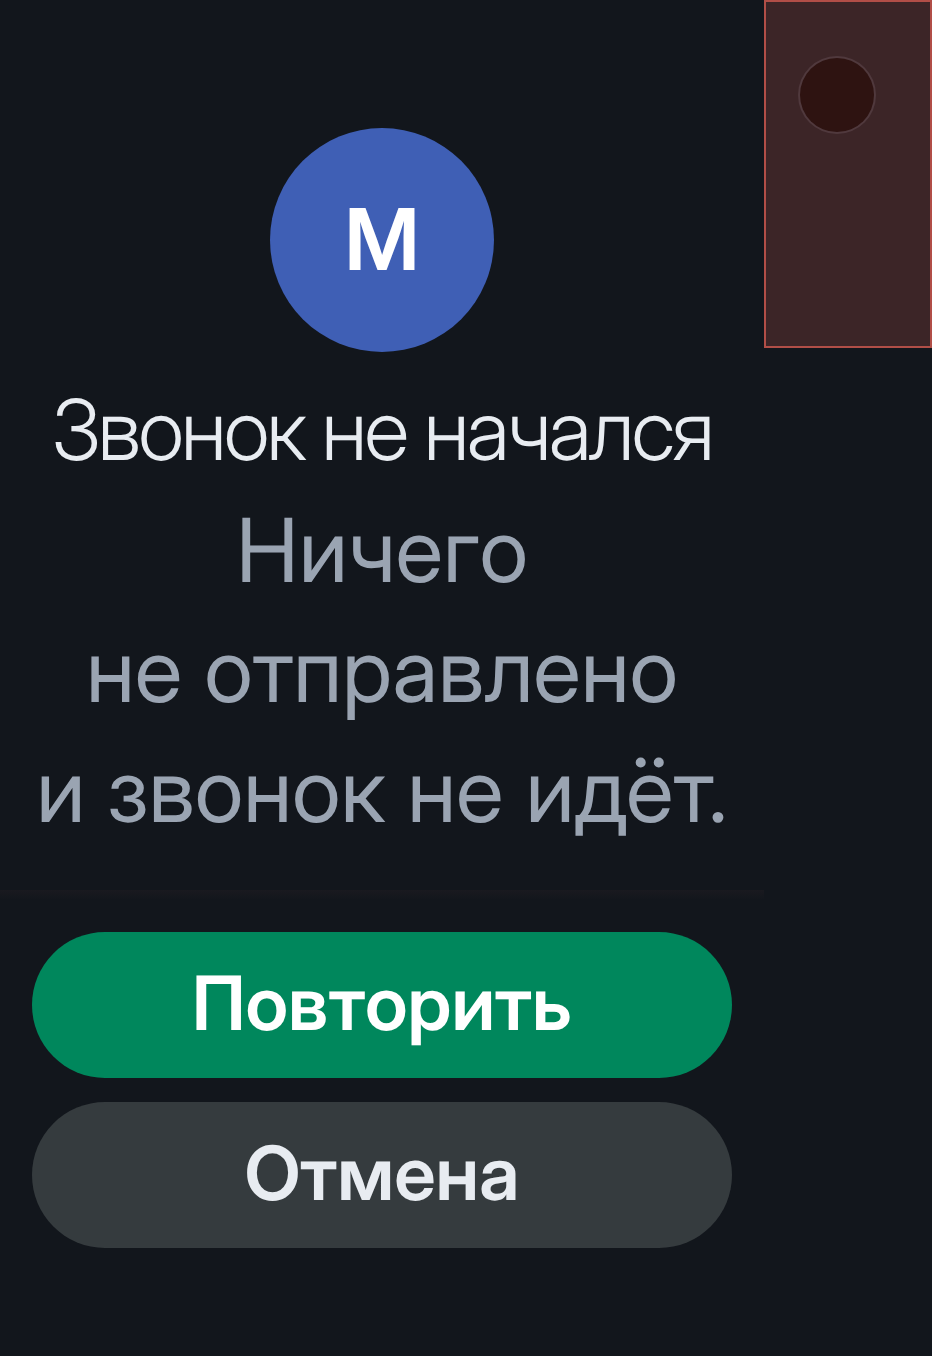 М
Звонок не начался
Ничего
не отправлено
и звонок не идёт.
Повторить
Отмена